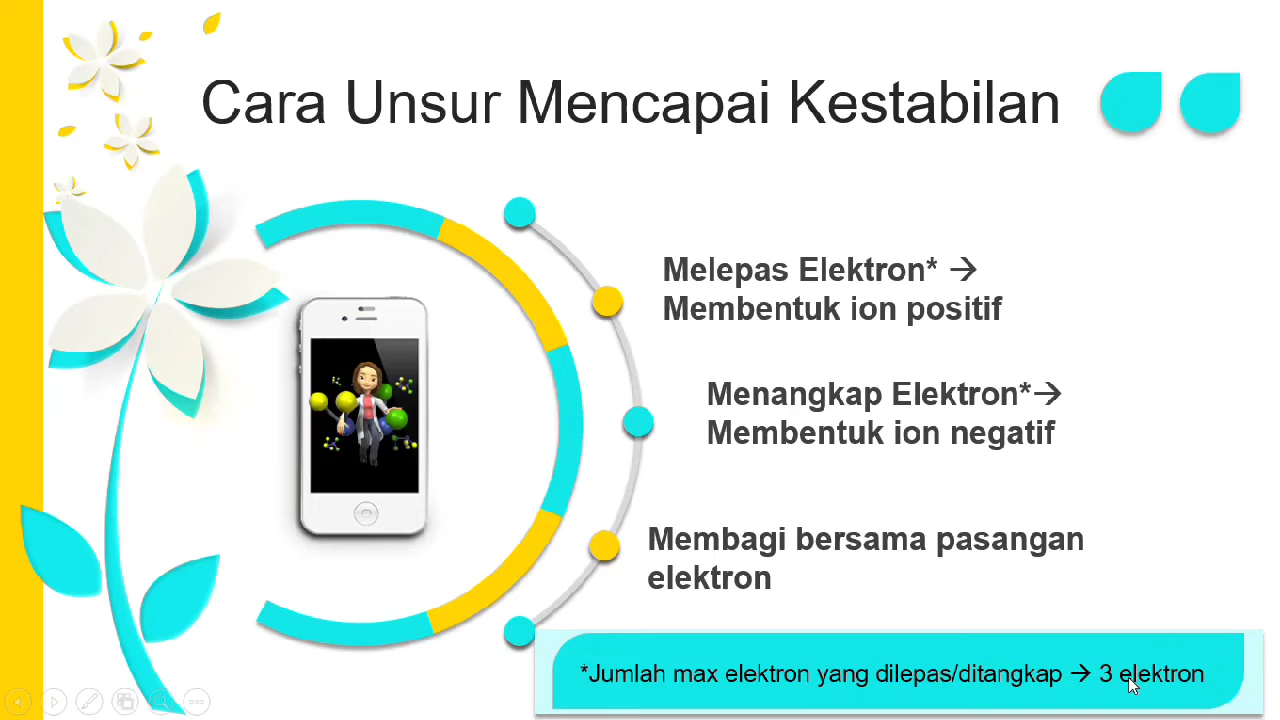 Cara Unsur Mencapai Kestabilan
Melepas Elektron* →
Membentuk ion positif
Menangkap Elektron*→
Membentuk ion negatif
Membagi bersama pasangan
elektron
*Jumlah max elektron yang dilepas/ditangkap → 3 elektron